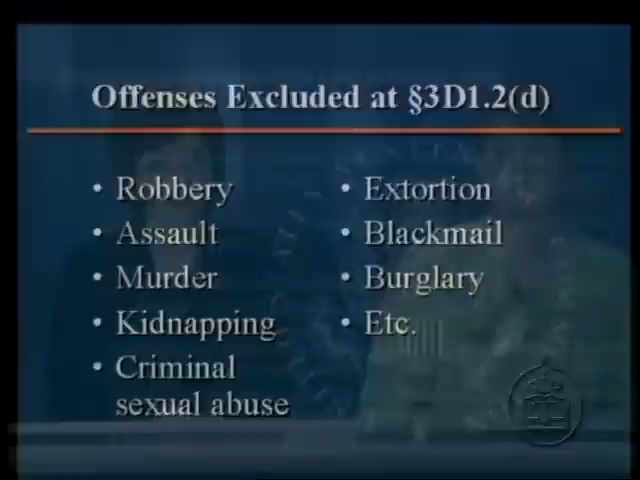 Offenses Excluded at §3D1.2(d)
• Robbery
• Assault
• Murder
• Kidnapping
• Criminal
sexual abuse
• Extortion
• Blackmail
• Burglary
• Etc.